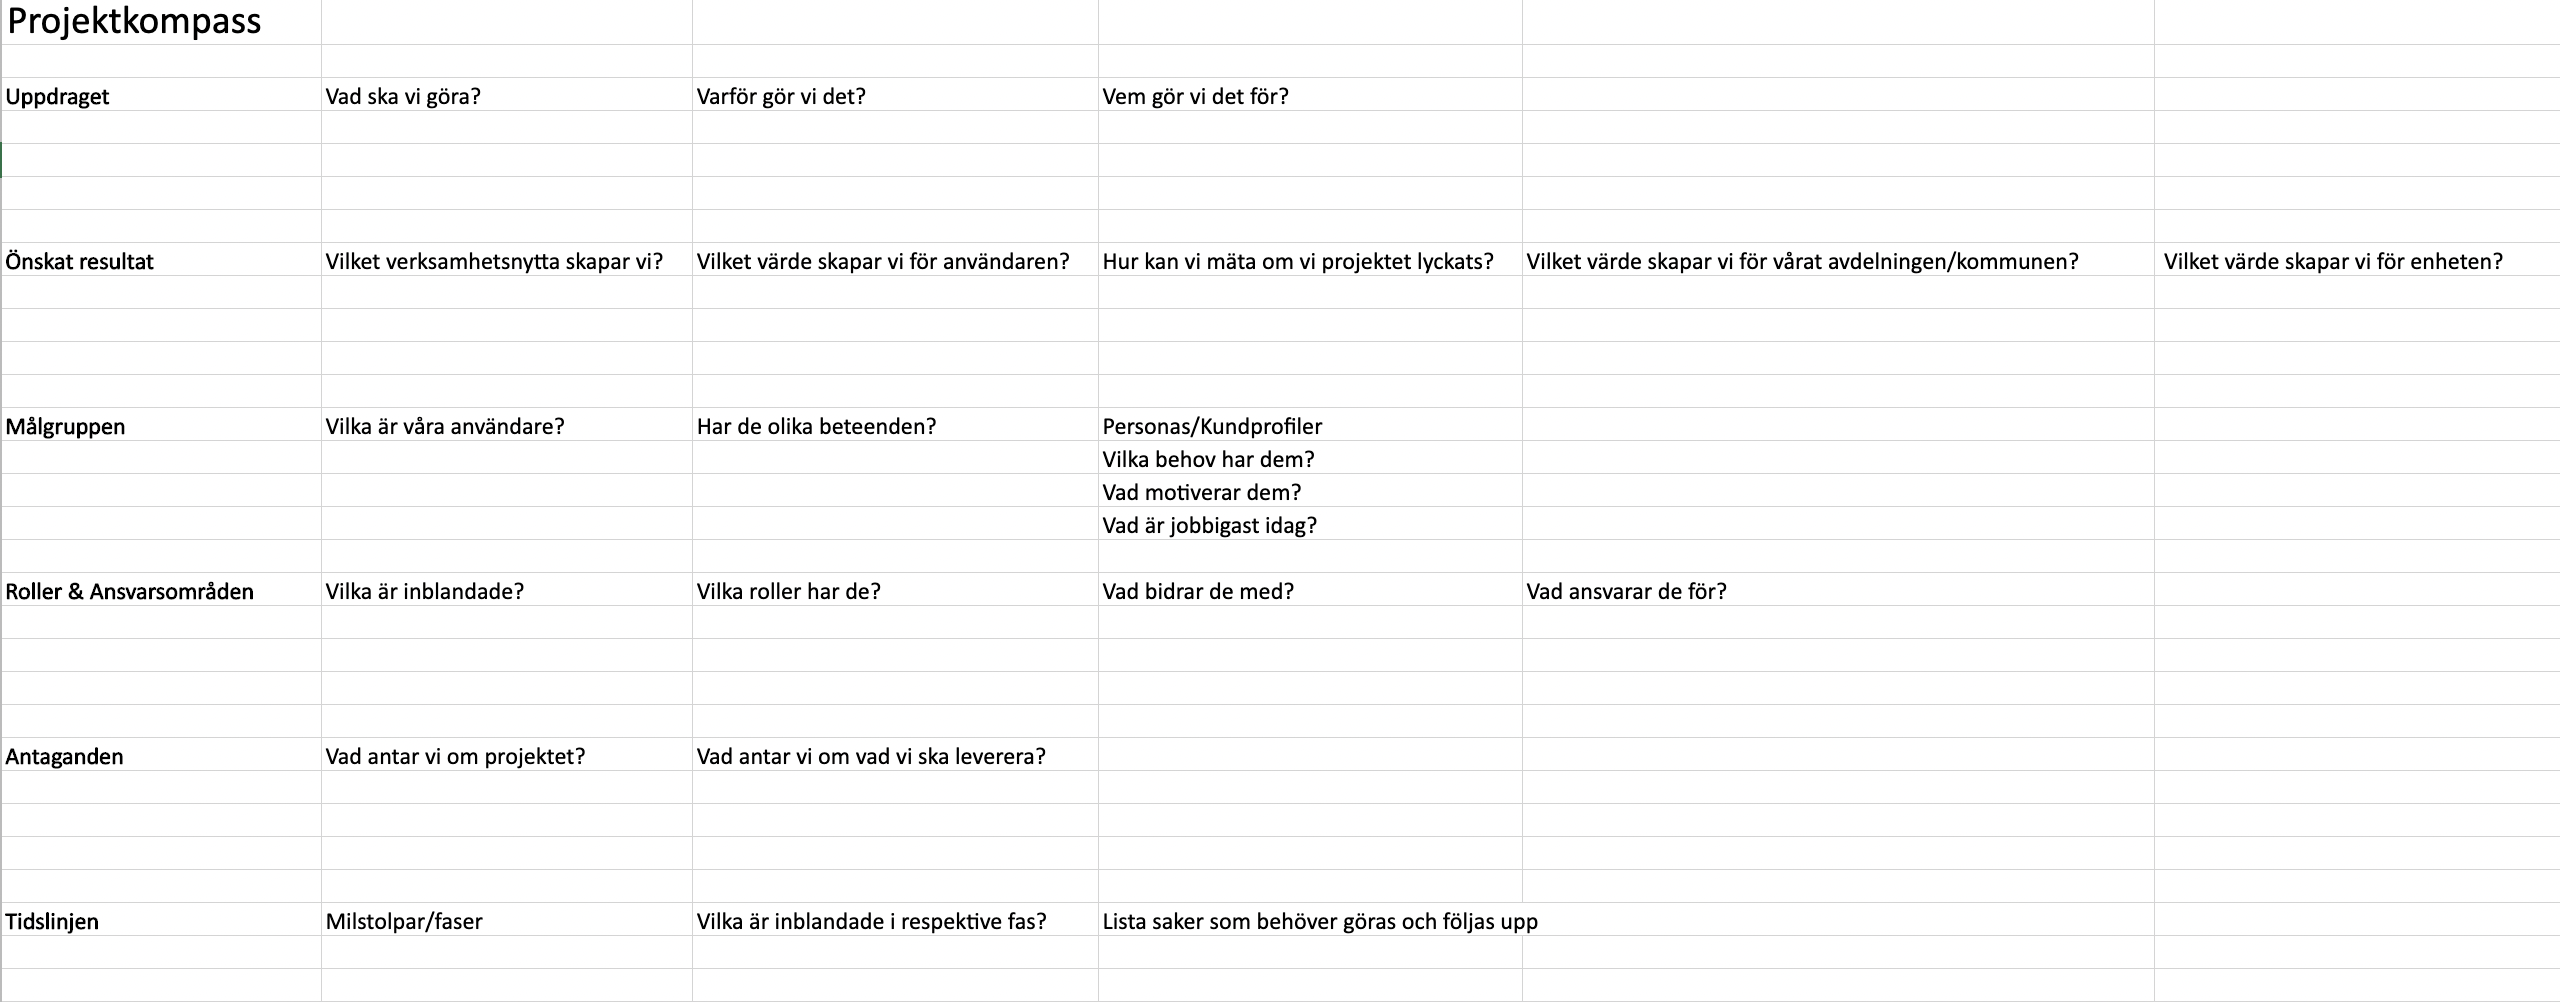 Projektkompass
Uppdraget Vad ska vi göra? Varför gör vi det? Vem gör vi det för?
Önskat resultat Vilket verksamhetsnytta skapar vi? Vilket värde skapar vi för användaren? Hur kan vi mäta om vi projektet lyckats? Vilket värde skapar vi för vårat avdelningen/kommunen? Vilket värde skapar vi för enheten?
Målgruppen Vilka är våra användare? Har de olika beteenden? Personas/Kundprofiler
Vilka behov har dem?
Vad motiverar dem?
Vad är jobbigast idag?
Roller & Ansvarsområden Vilka är inblandade? Vilka roller har de? Vad bidrar de med? Vad ansvarar de för?
Antaganden Vad antar vi om projektet? Vad antar vi om vad vi ska leverera?
Tidslinjen Milstolpar/faser Vilka är inblandade i respektive fas? Lista saker som behöver göras och följas upp